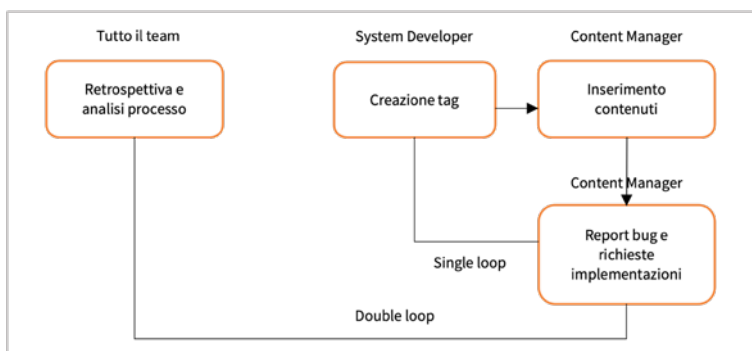 Tutto il team
System Developer
Content Manager
Retrospettiva e
analisi processo
Creazione tag
Inserimento
contenuti
Content Manager
Report bug e
richieste
implementazioni
Single loop
Double loop